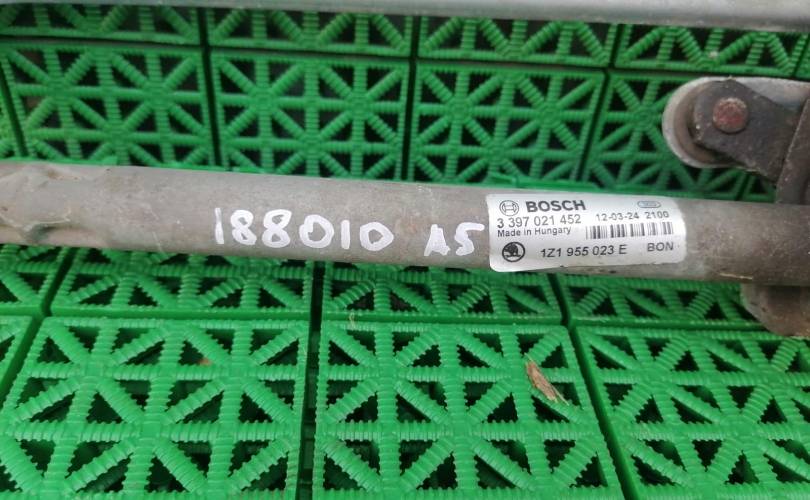 188010 A5
BOSCH
3 397 021 452 12-03-24 2100
Made in Hungary
1Z1 955 023 E BON